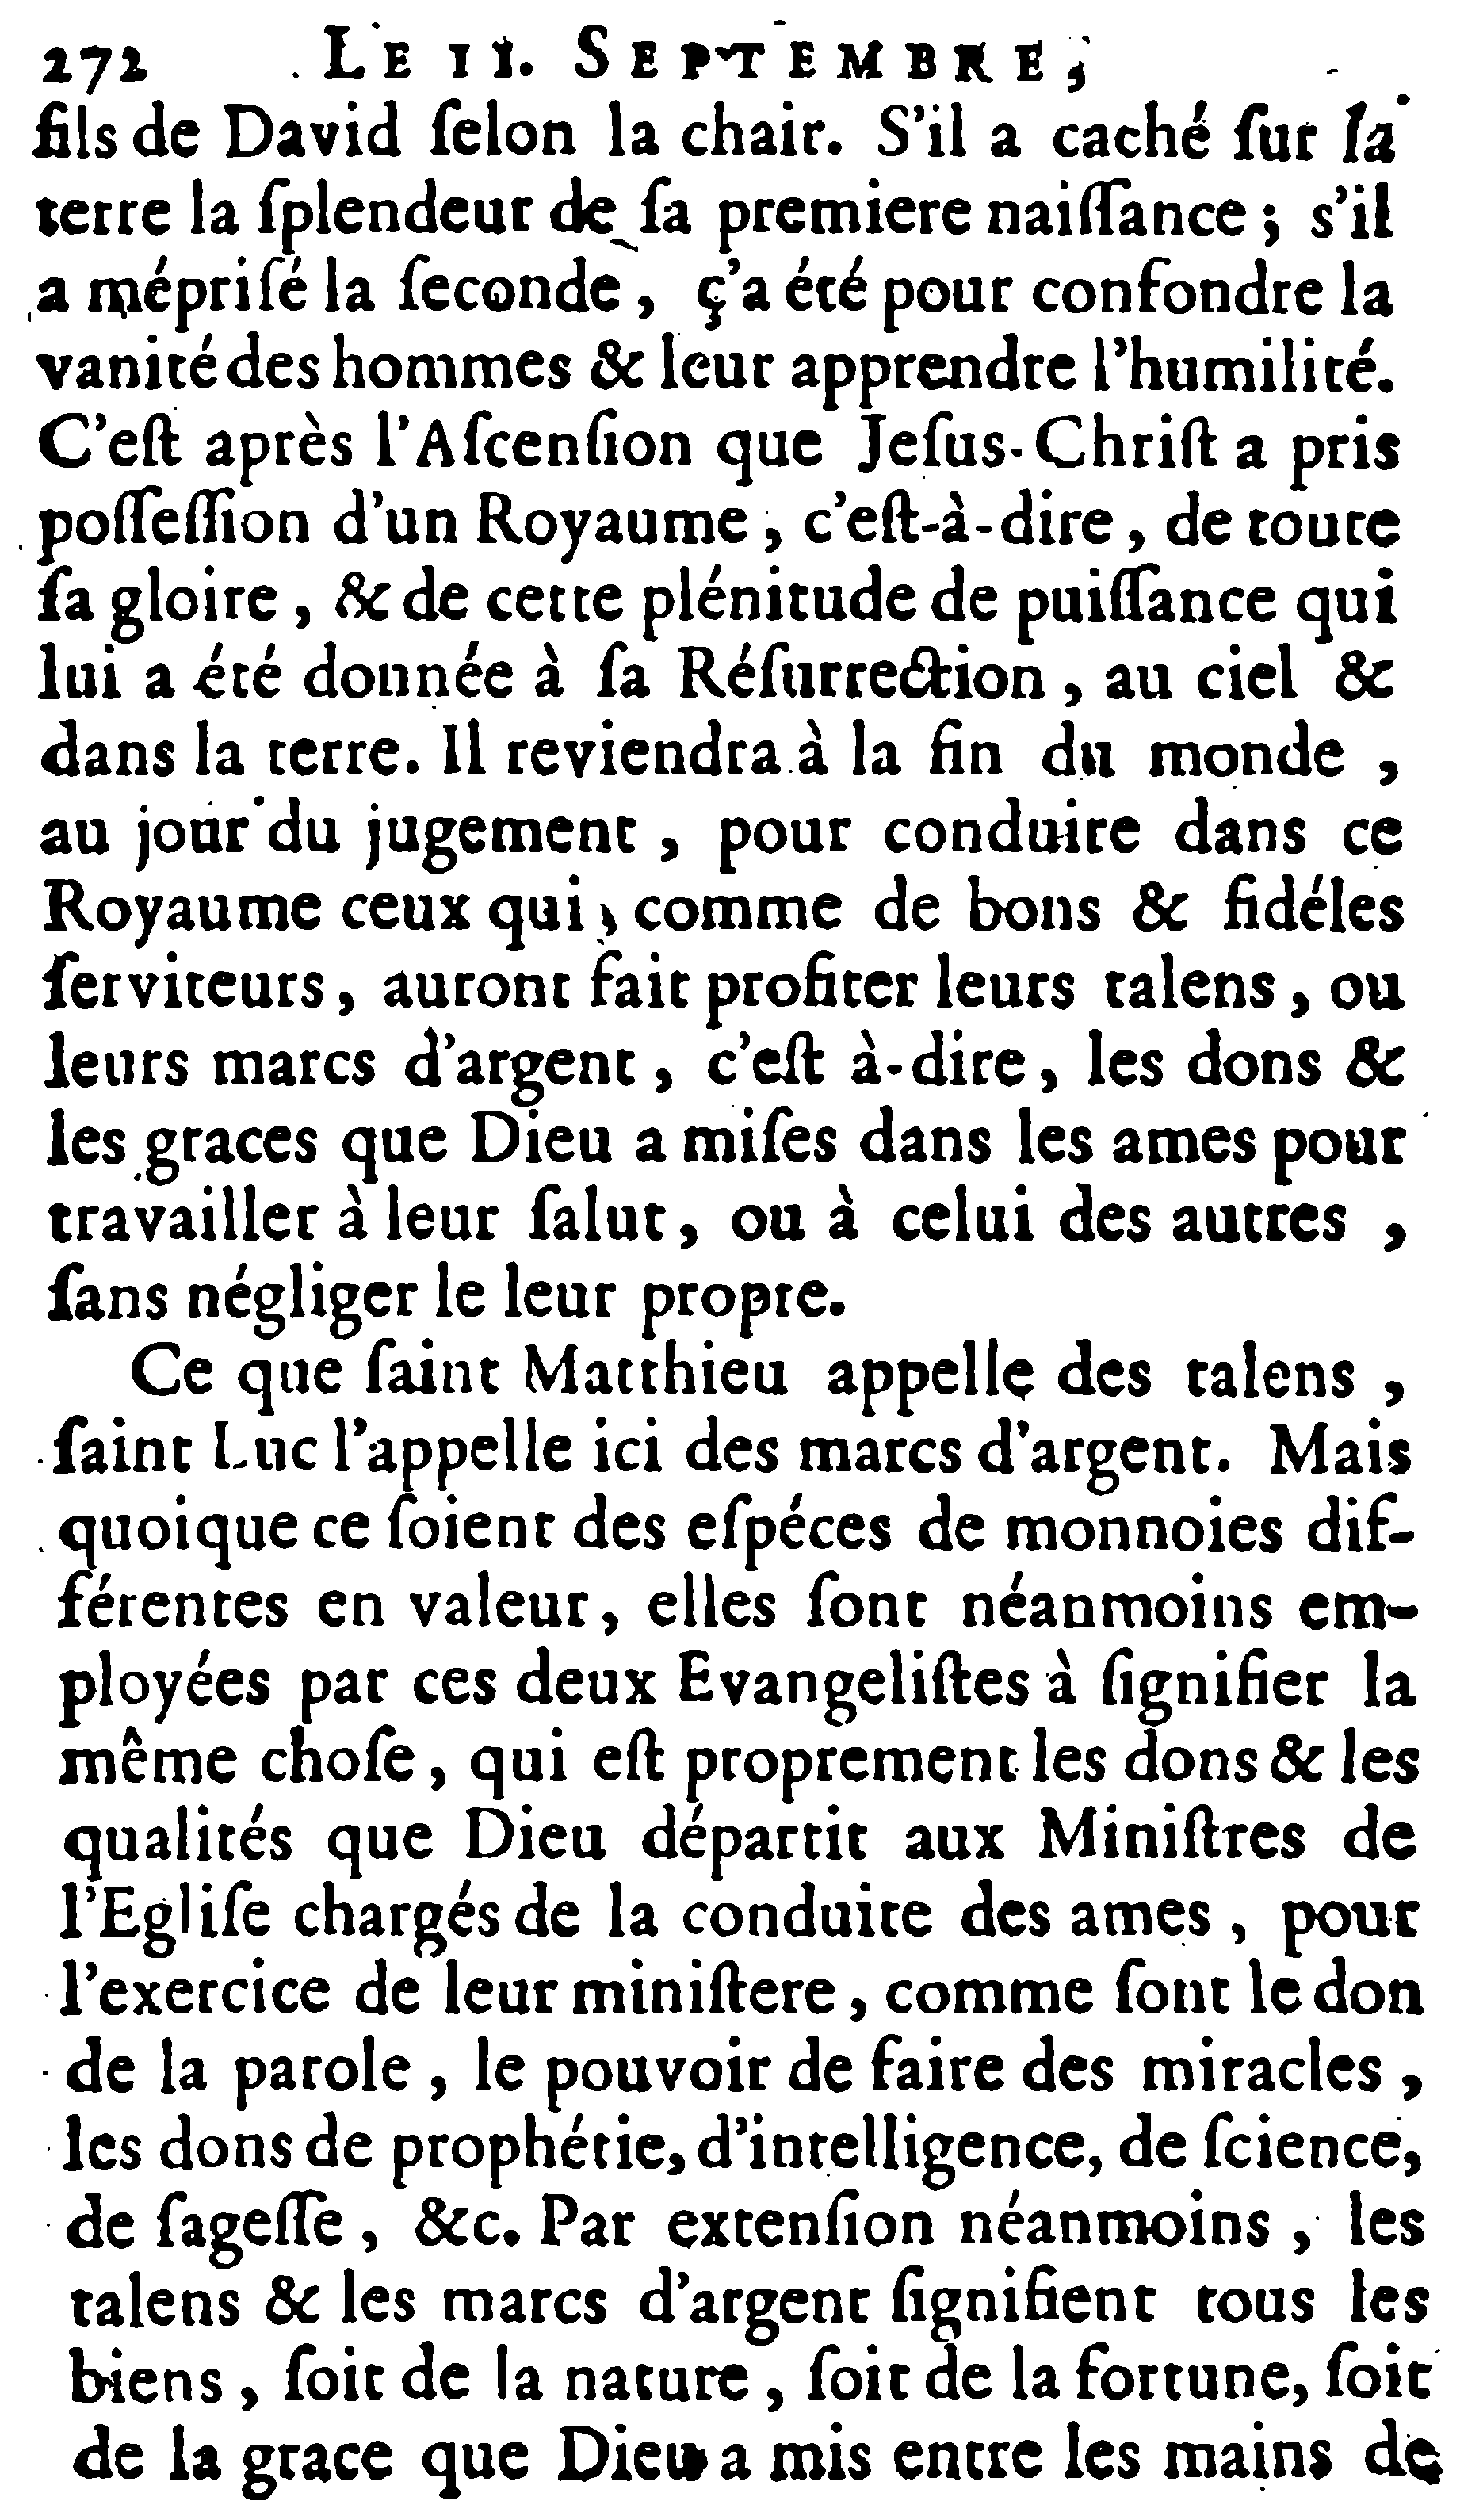 272 LE II. SEPTEMBRE,
fils de David ſelon la chair. S'il a caché ſur la
terre la ſplendeur de ſa premiere naiſſance ; s'il
a mépriſé la ſeconde, ç'a été pour confondre la
vanité des hommes & leur apprendre l'humilité.
C'eſt après l'Aſcenſion que Jeſus-Chriſt a pris
poſſeſſion d'un Royaume, c'eſt-à-dire, de toute
ſa gloire, & de cette plénitude de puiſſance qui
lui a été donnée à ſa Réſurrection, au ciel &
dans la terre. Il reviendra à la fin du monde,
au jour du jugement, pour conduire dans ce
Royaume ceux qui, comme de bons & fidéles
ſerviteurs, auront fait profiter leurs talens, ou
leurs marcs d'argent, c'eſt à-dire, les dons &
les graces que Dieu a miſes dans les ames pour
travailler à leur ſalut, ou à celui des autres,
ſans négliger le leur propre.
Ce que ſaint Matthieu appelle des talens,
ſaint Luc l'appelle ici des marcs d'argent. Mais
quoique ce ſoient des eſpéces de monnoies dif-
férentes en valeur, elles ſont néanmoins em-
ployées par ces deux Evangeliſtes à ſignifier la
même choſe, qui eſt proprement les dons & les
qualités que Dieu départit aux Miniſtres de
l'Egliſe chargés de la conduite des ames, pour
l'exercice de leur miniſtere, comme ſont le don
de la parole, le pouvoir de faire des miracles,
les dons de prophétie, d'intelligence, de ſcience,
de ſageſſe, &c. Par extenſion néanmoins, les
talens & les marcs d'argent ſignifient tous les
biens, ſoit de la nature, ſoit de la fortune, ſoit
de la grace que Dieu a mis entre les mains de